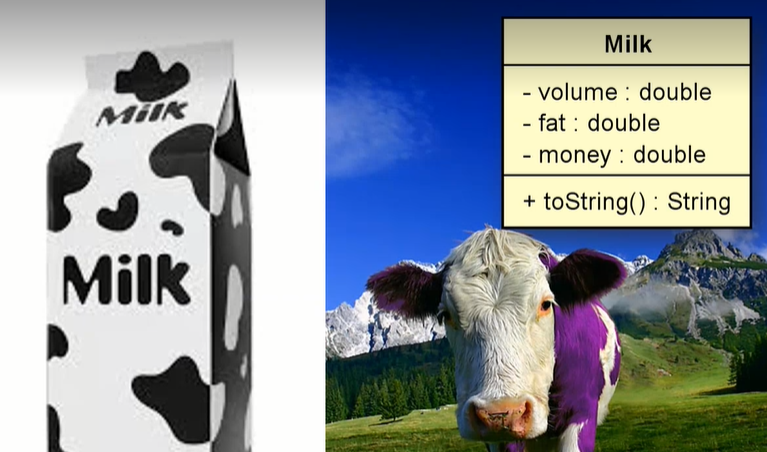 Milk
Milk
Milk
- volume : double
- fat : double
- money : double
+ toString() : String